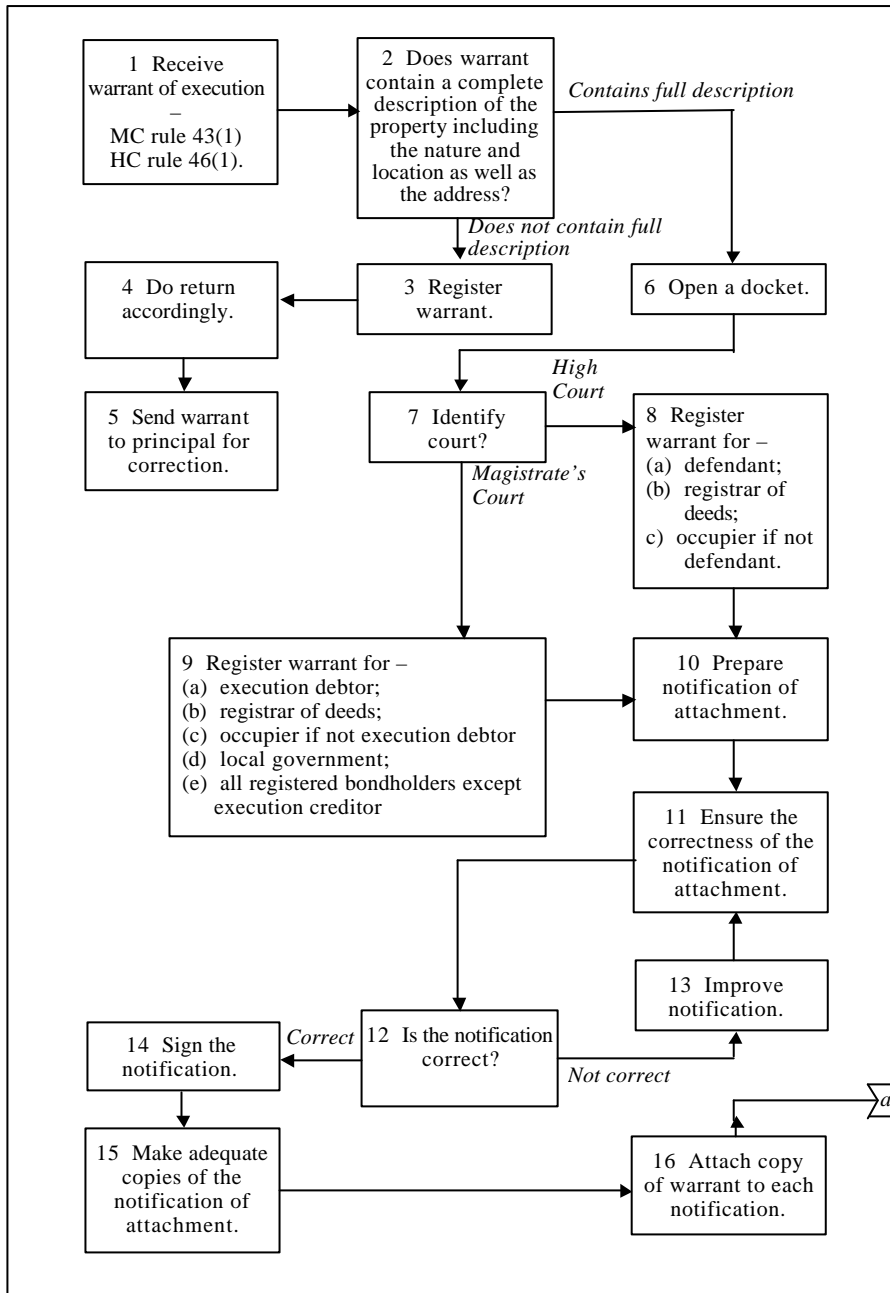 1 Receive
warrant of execution
–
MC rule 43(1)
HC rule 46(1).
2 Does warrant
contain a complete
description of the
property including
the nature and
location as well as
the address?
Contains full description
Does not contain full
description
3 Register
warrant.
4 Do return
accordingly.
5 Send warrant
to principal for
correction.
6 Open a docket.
7 Identify
court?
High
Court
Magistrate’s
Court
8 Register
warrant for –
(a) defendant;
(b) registrar of
deeds;
c) occupier if not
defendant.
9 Register warrant for –
(a) execution debtor;
(b) registrar of deeds;
(c) occupier if not execution debtor
(d) local government;
(e) all registered bondholders except
execution creditor
10 Prepare
notification of
attachment.
11 Ensure the
correctness of the
notification of
attachment.
12 Is the notification
correct?
Not correct
13 Improve
notification.
Correct
14 Sign the
notification.
15 Make adequate
copies of the
notification of
attachment.
16 Attach copy
of warrant to each
notification.
a